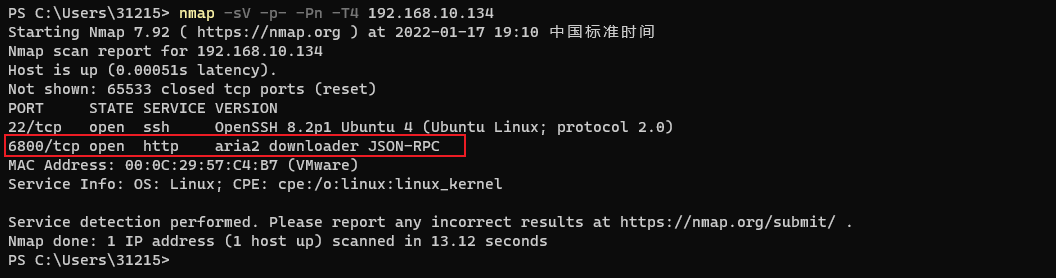 PS C:\Users\31215> nmap -sV -p- -Pn -T4 192.168.10.134
Starting Nmap 7.92 ( https://nmap.org ) at 2022-01-17 19:10 中国标准时间
Nmap scan report for 192.168.10.134
Host is up (0.00051s latency).
Not shown: 65533 closed tcp ports (reset)
PORT     STATE SERVICE VERSION
22/tcp   open  ssh     OpenSSH 8.2p1 Ubuntu 4 (Ubuntu Linux; protocol 2.0)
6800/tcp open  http    aria2 downloader JSON-RPC
MAC Address: 00:0C:29:57:C4:B7 (VMware)
Service Info: OS: Linux; CPE: cpe:/o:linux:linux_kernel

Service detection performed. Please report any incorrect results at https://nmap.org/submit/ .
Nmap done: 1 IP address (1 host up) scanned in 13.12 seconds
PS C:\Users\31215>